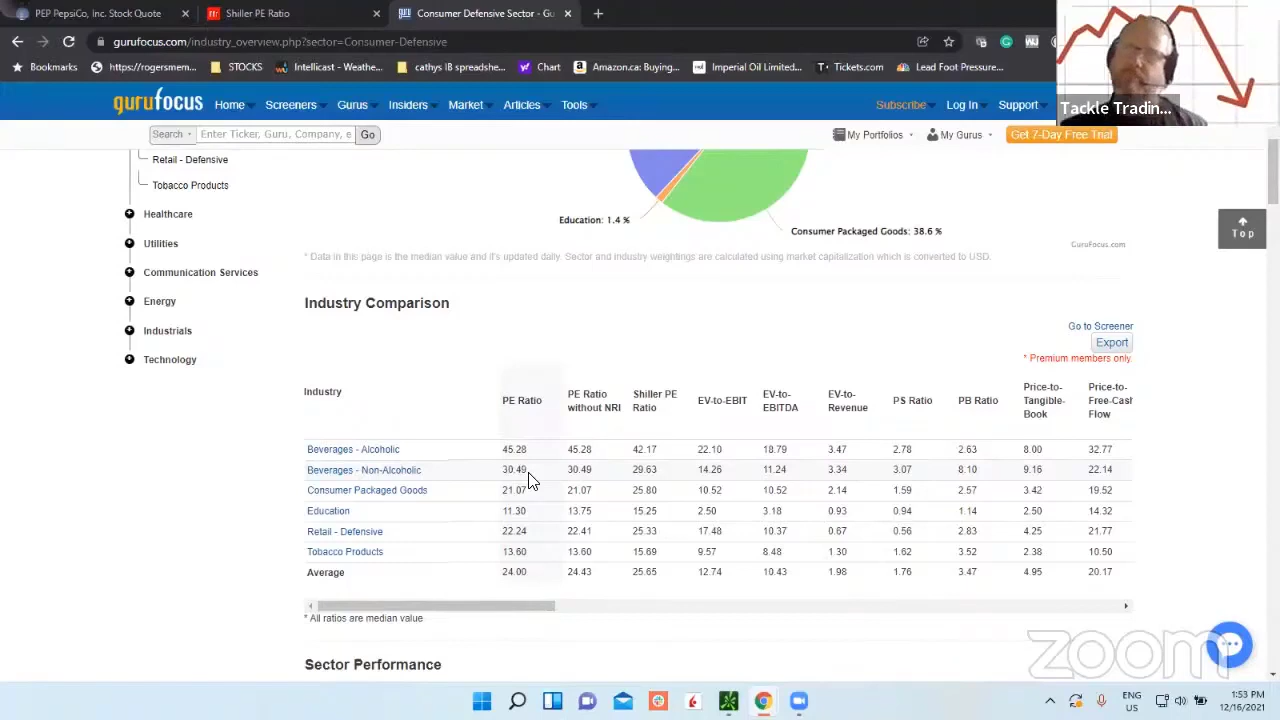 PEP PepsiCo, Inc. Stock Quote
Shiller PE Ratio
Consumer Defensive Sector - Gu
gurufocus.com/industry_overview.php?sector=Consumer-Defensive
Bookmarks
https://rogersmem...
STOCKS
Intellicast - Weathe...
cathy's IB spreadshe...
Chart
Amazon.ca: Buying...
Imperial Oil Limited...
Tickets.com
Lead Foot Pressure...
Tackle Tradin...
gurufocus
Home
Screeners
Gurus
Insiders
Market
Articles
Tools
Subscribe
Log In
Support
Search
Enter Ticker, Guru, Company, e
Go
My Portfolios
My Gurus
Get 7-Day Free Trial
Retail - Defensive
Tobacco Products
Healthcare
Utilities
Communication Services
Energy
Industrials
Technology
Education: 1.4 %
Consumer Packaged Goods: 38.6 %
GuruFocus.com
Top
* Data in this page are median value and it's updated daily. Sector and industry weightings are calculated using market capitalization which is converted to USD.
Industry Comparison
Go to Screener
Export
* Premium members only.
Industry PE Ratio PE Ratio without NRI Shiller PE Ratio EV-to-EBIT EV-to-EBITDA EV-to-Revenue PS Ratio PB Ratio Price-to-Tangible-Book Price-to-Free-Cash Flow
Beverages - Alcoholic 45.28 45.28 42.17 22.10 18.79 3.47 2.78 2.63 8.00 32.77
Beverages - Non-Alcoholic 30.49 30.49 29.63 14.26 11.24 3.34 3.07 8.10 9.16 22.14
Consumer Packaged Goods 21.07 21.07 25.80 10.52 10.52 2.14 1.59 2.57 3.42 19.52
Education 11.30 13.75 15.25 2.50 3.18 0.93 0.94 1.14 2.50 14.32
Retail - Defensive 22.24 22.41 25.33 17.48 10.37 0.67 0.56 2.83 4.25 21.77
Tobacco Products 13.60 13.60 15.69 9.57 8.48 1.30 1.62 3.52 2.38 10.50
Average 24.00 24.43 25.65 12.74 10.43 1.98 1.76 3.47 4.95 20.17
* All ratios are median value
Sector Performance
zoom
ENG
US
1:53 PM
12/16/2021